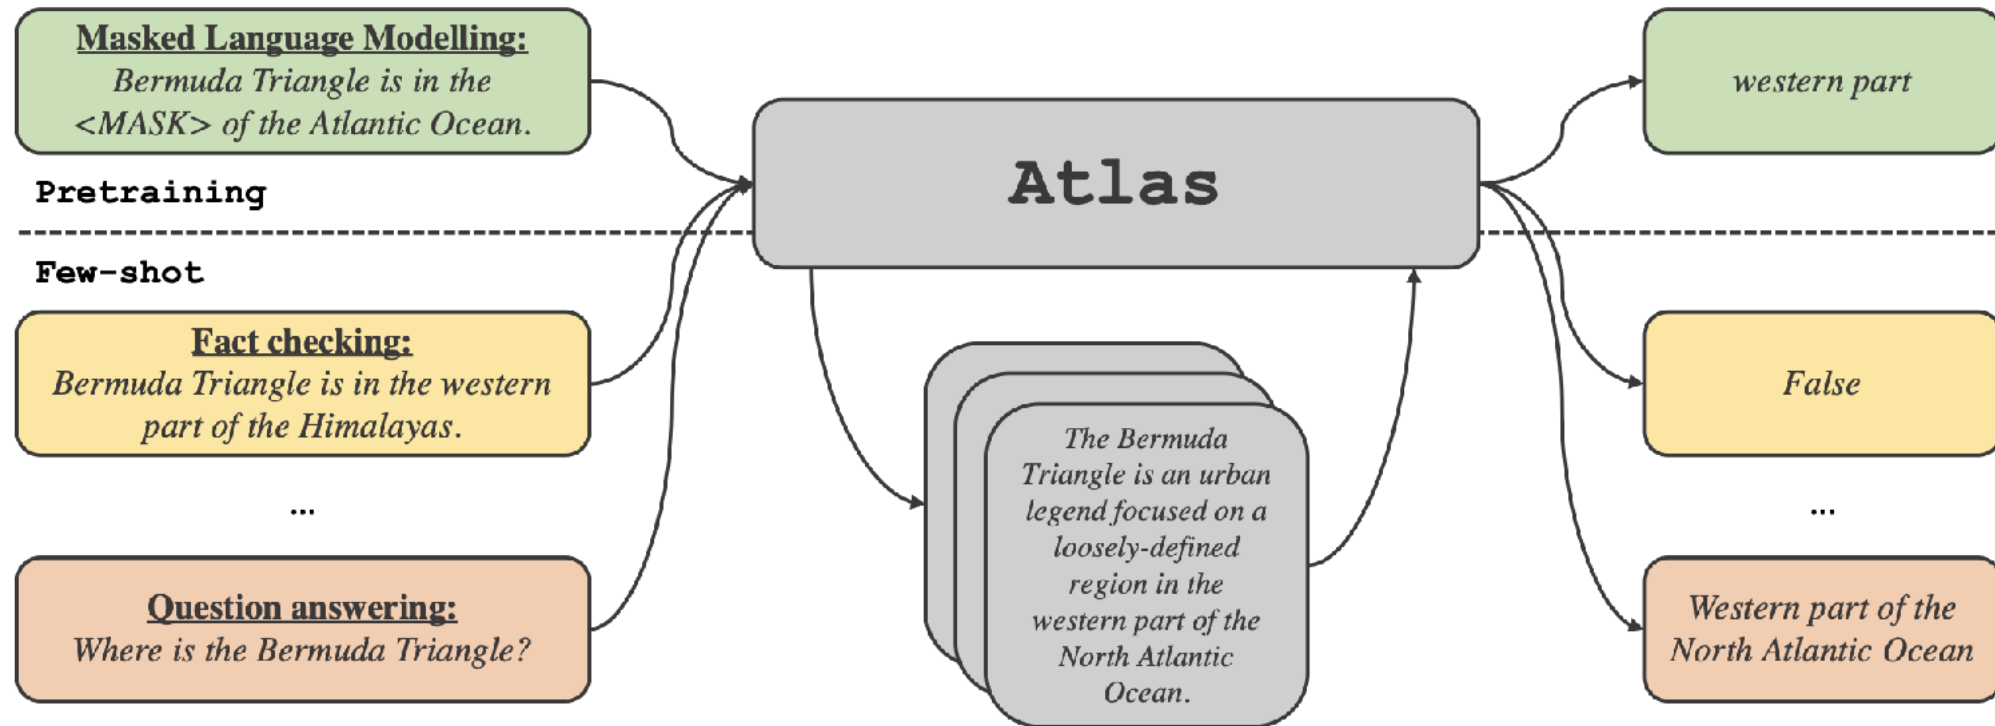 Masked Language Modelling:
Bermuda Triangle is in the
<MASK> of the Atlantic Ocean.
Pretraining
Few-shot
Fact checking:
Bermuda Triangle is in the western
part of the Himalayas.
...
Question answering:
Where is the Bermuda Triangle?
Atlas
The Bermuda
Triangle is an urban
legend focused on a
loosely-defined
region in the
western part of the
North Atlantic
Ocean.
western part
False
...
Western part of the
North Atlantic Ocean